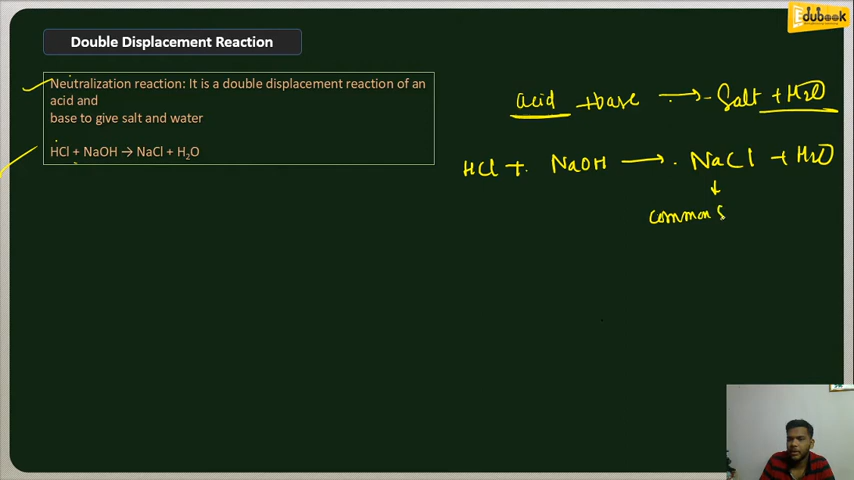 Edubook
Double Displacement Reaction
Neutralization reaction: It is a double displacement reaction of an
acid and
base to give salt and water
HCl + NaOH → NaCl + H₂O
acid + base → Salt + H₂O
HCl + NaOH → NaCl + H₂O
common S